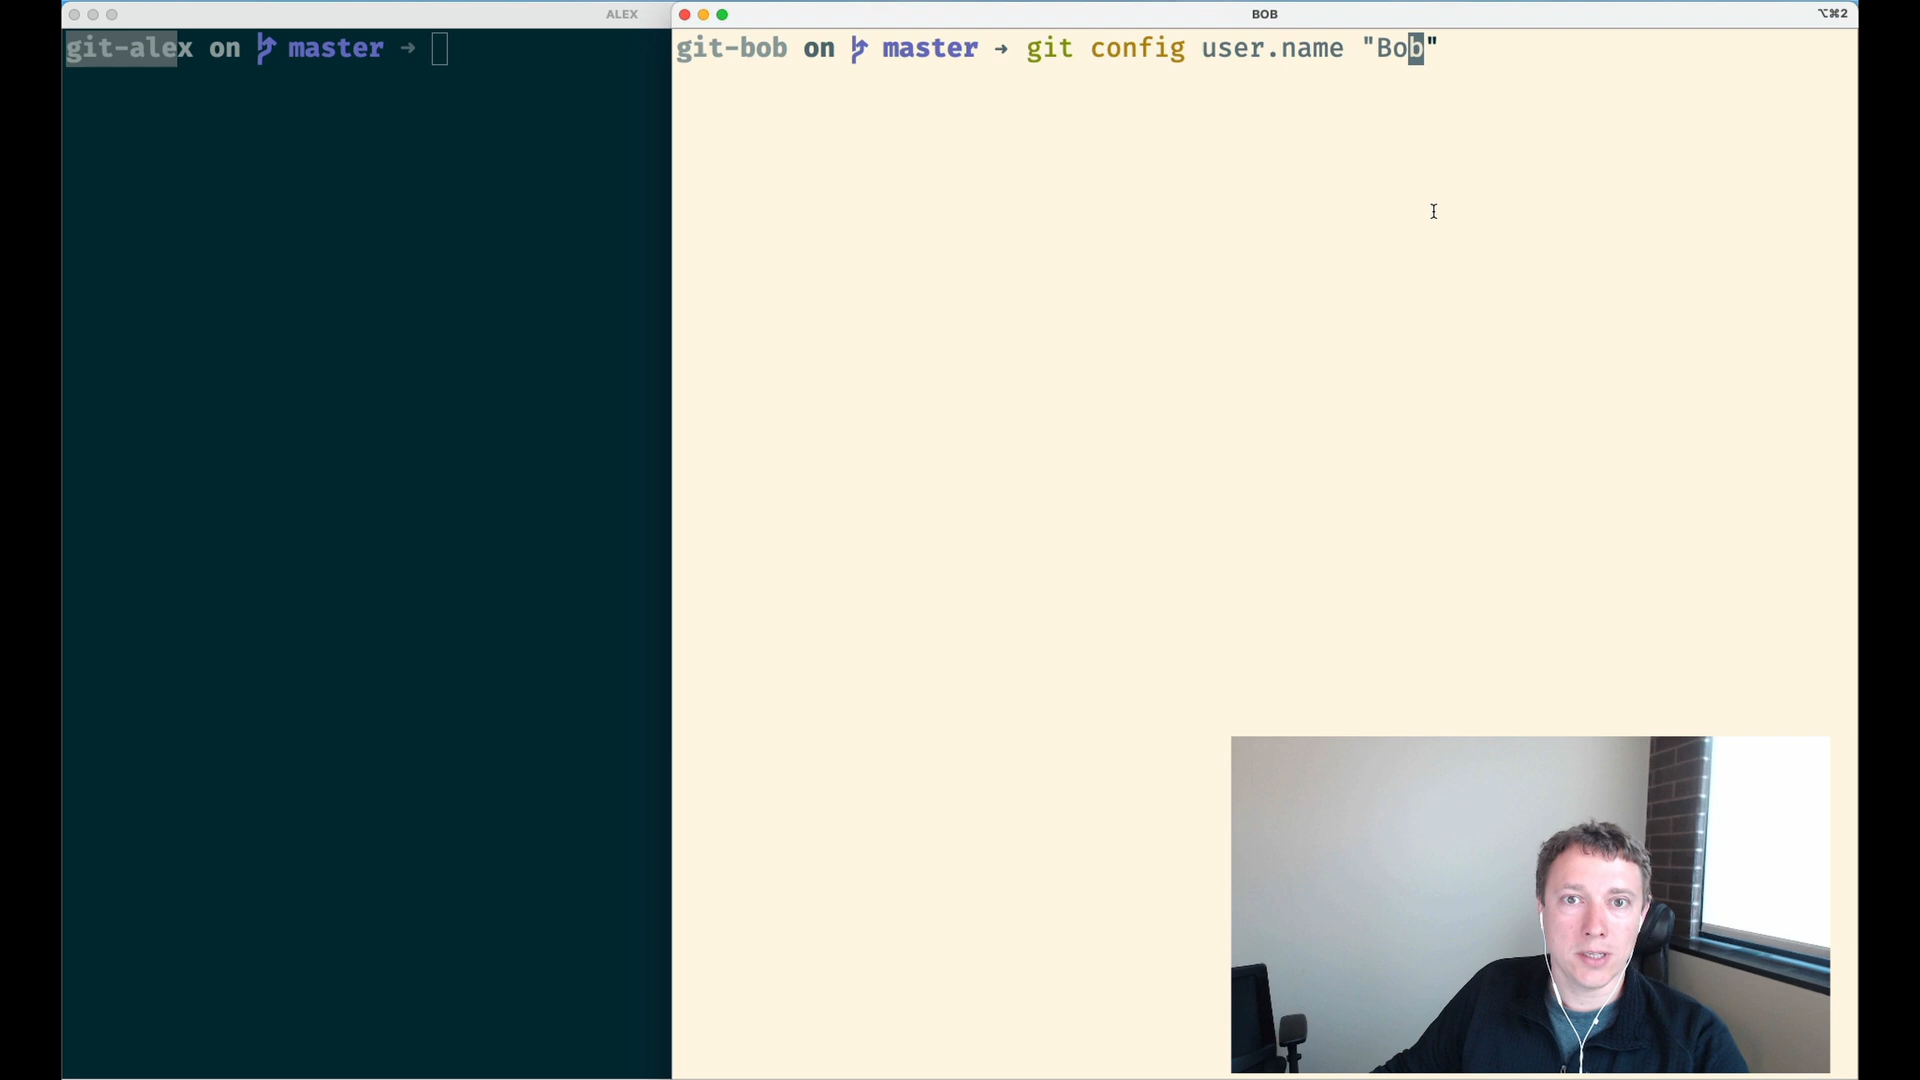 ALEX
git-alex on master →
BOB
⌥⌘2
git-bob on master → git config user.name "Bob"